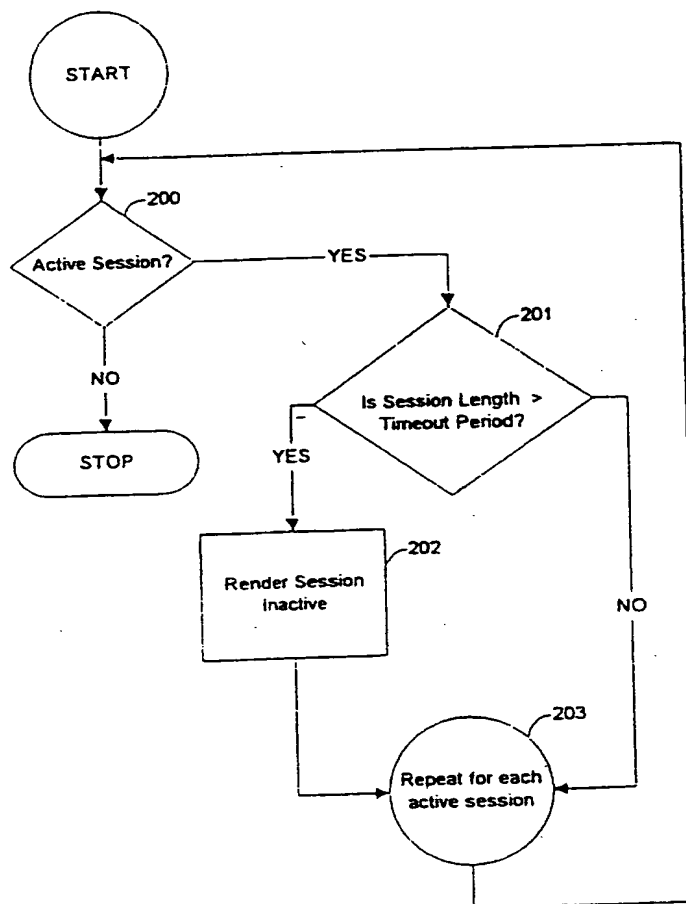 START
200
Active Session?
YES
201
Is Session Length >
Timeout Period?
NO
STOP
YES
202
Render Session
Inactive
NO
203
Repeat for each
active session